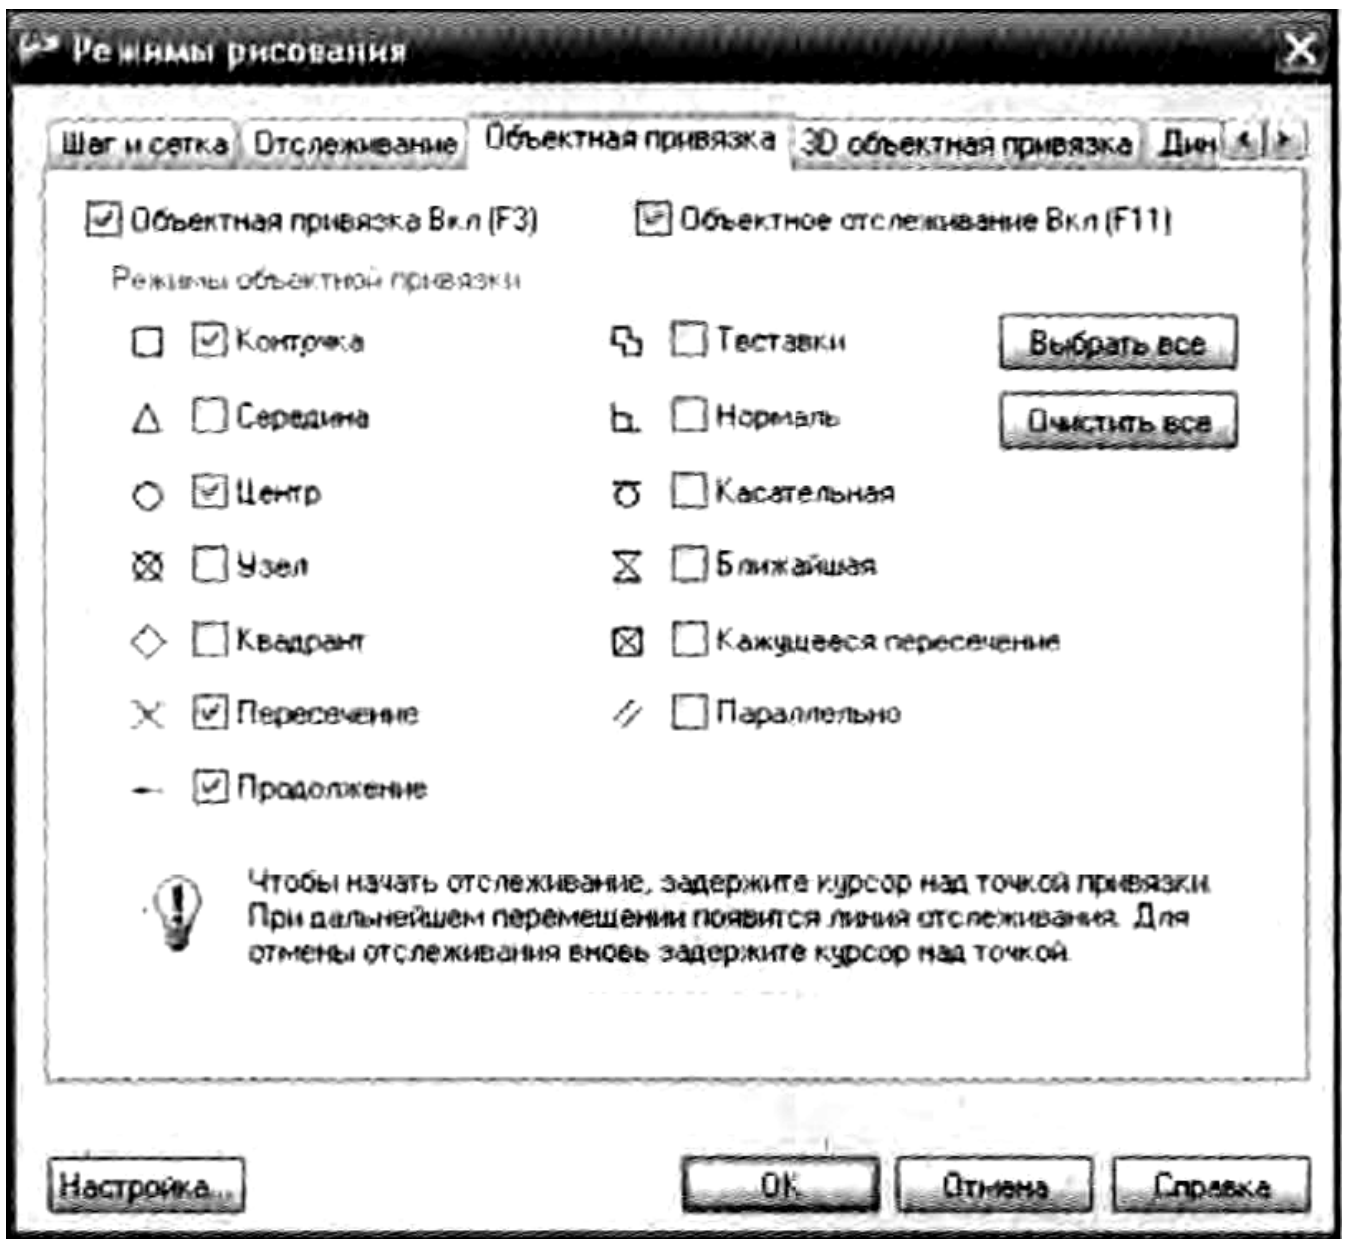 Режимы рисования
Шаг и сетка Отслеживание Объектная привязка 3D объектная привязка Дин
Объектная привязка Вкл (F3) Объектное отслеживание Вкл (F11)
Режимы объектной привязки
Конточка Теставки Выбрать все
Середина Нормаль Очистить все
Центр Касательная
Узел Ближайшая
Квадрант Кажущееся пересечение
Пересечение Параллельно
Продолжение
Чтобы начать отслеживание, задержите курсор над точкой привязки.
При дальнейшем перемещении появится линия отслеживания. Для
отмены отслеживания вновь задержите курсор над точкой.
Настройка... OK Отмена Справка